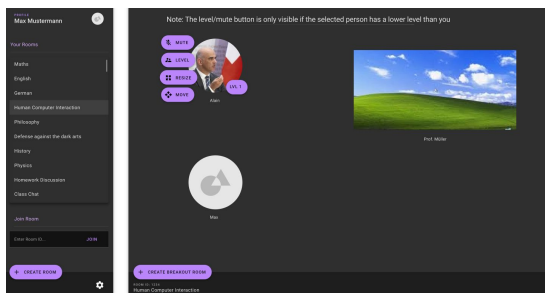 PROFILE
Max Mustermann
Your Rooms
Maths
English
German
Human Computer Interaction
Philosophy
Defense against the dark arts
History
Physics
Homework Discussion
Class Chat
Join Room
Enter Room ID...
JOIN
+ CREATE ROOM
Note: The level/mute button is only visible if the selected person has a lower level than you
MUTE
LEVEL
RESIZE
MOVE
LVL 1
Alain
Prof. Müller
Max
+ CREATE BREAKOUT ROOM
Human Computer Interaction